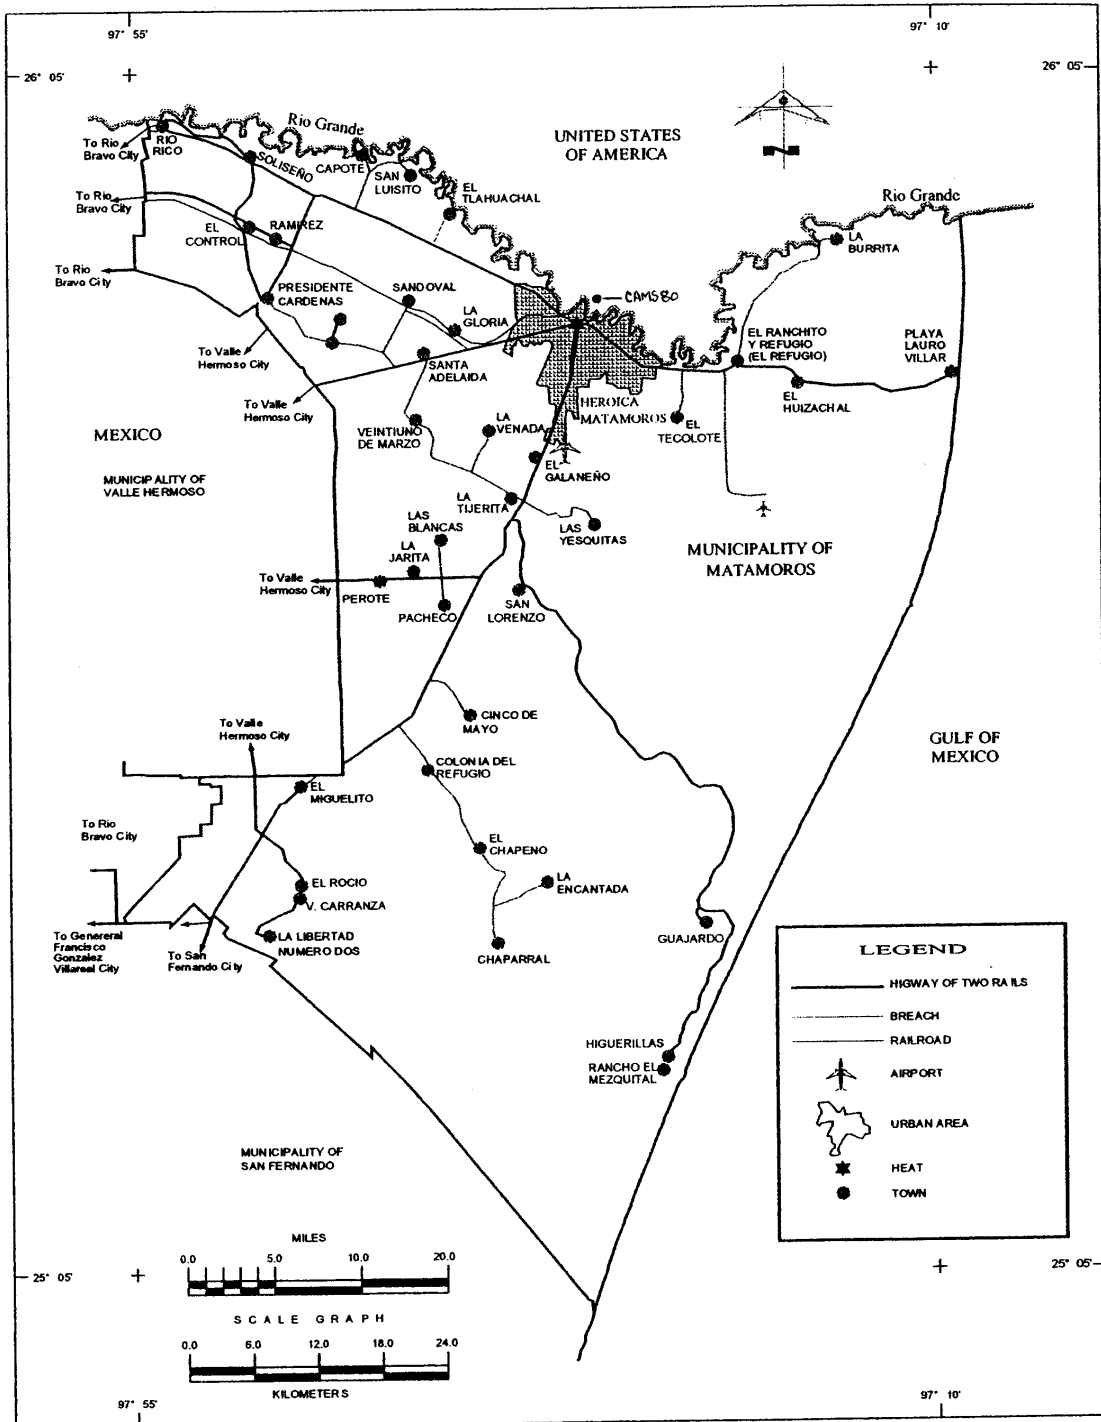 97° 55'
97° 10'
26° 05'
26° 05'
Rio Grande
UNITED STATES
OF AMERICA
To Rio
Bravo City
RIO
RICO
SOLISEÑO
CAPOTE
SAN
LUISITO
EL
TLAHUACHAL
To Rio
Bravo City
EL
CONTROL
RAMIREZ
Rio Grande
LA
BURRITA
To Rio
Bravo City
PRESIDENTE
CARDENAS
SANDOVAL
LA
GLORIA
CAMS80
To Valle
Hermoso City
SANTA
ADELAIDA
EL RANCHITO
Y REFUGIO
(EL REFUGIO)
PLAYA
LAURO
VILLAR
EL
HUIZACHAL
To Valle
Hermoso City
HEROICA
MATAMOROS
EL
TECOLOTE
MEXICO
VEINTIUNO
DE MARZO
LA
VENADA
EL
GALANEÑO
MUNICIPALITY OF
VALLE HERMOSO
LA
TIJERITA
LAS
YESQUITAS
LAS
BLANCAS
LA
JARITA
MUNICIPALITY OF
MATAMOROS
To Valle
Hermoso City
PEROTE
PACHECO
SAN
LORENZO
To Valle
Hermoso City
CINCO DE
MAYO
GULF OF
MEXICO
COLONIA DEL
REFUGIO
EL
MIGUELITO
To Rio
Bravo City
EL
CHAPENO
LA
ENCANTADA
EL ROCIO
V. CARRANZA
LA LIBERTAD
NUMERO DOS
GUAJARDO
CHAPARRAL
To Genereral
Francisco
Gonzalez
Villareal City
To San
Fernando City
HIGUERILLAS
RANCHO EL
MEZQUITAL
LEGEND
HIGWAY OF TWO RAILS
BREACH
RAILROAD
AIRPORT
URBAN AREA
HEAT
TOWN
MUNICIPALITY OF
SAN FERNANDO
MILES
0.0 5.0 10.0 20.0
SCALE GRAPH
0.0 6.0 12.0 18.0 24.0
KILOMETERS
25° 05'
25° 05'
97° 55'
97° 10'